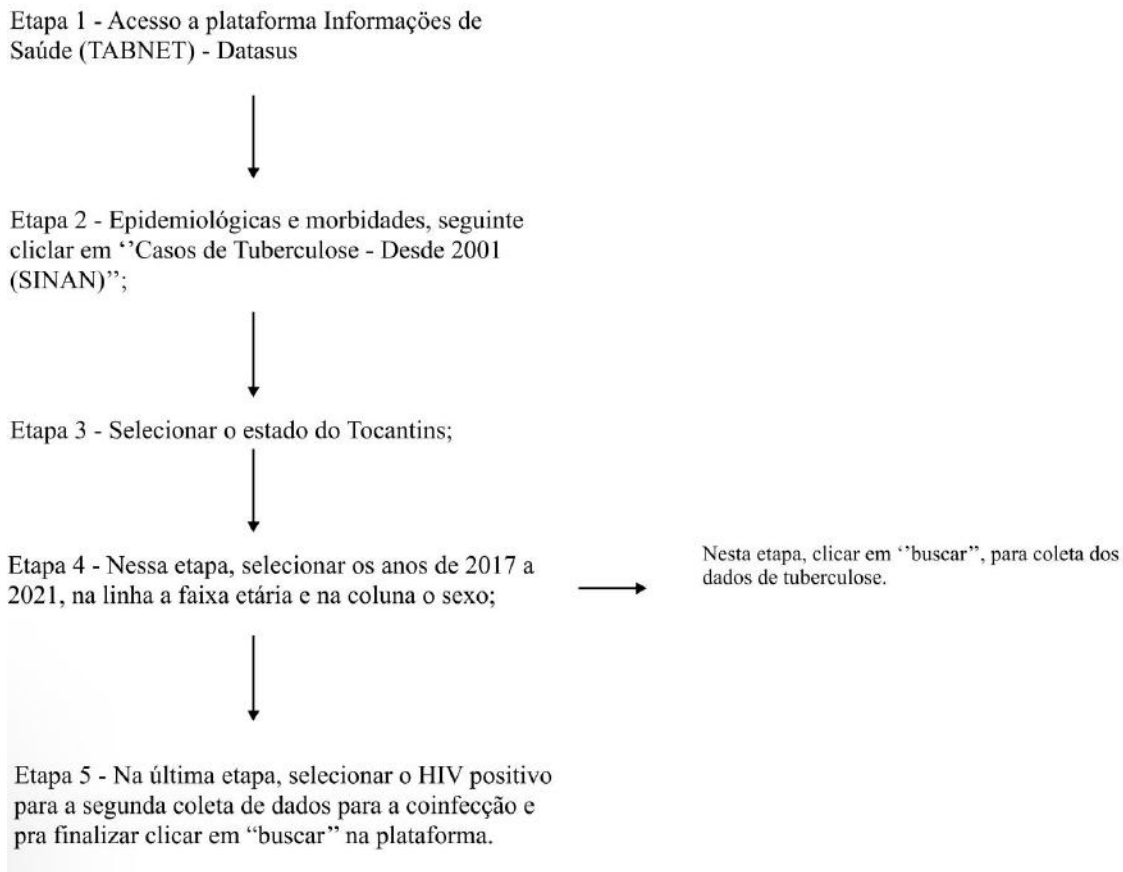 Etapa 1 - Acesso a plataforma Informações de
Saúde (TABNET) - Datasus
Etapa 2 - Epidemiológicas e morbidades, seguinte
cliclar em ‘’Casos de Tuberculose - Desde 2001
(SINAN)’’;
Etapa 3 - Selecionar o estado do Tocantins;
Etapa 4 - Nessa etapa, selecionar os anos de 2017 a
2021, na linha a faixa etária e na coluna o sexo;
Nesta etapa, clicar em ‘’buscar’’, para coleta dos
dados de tuberculose.
Etapa 5 - Na última etapa, selecionar o HIV positivo
para a segunda coleta de dados para a coinfecção e
pra finalizar clicar em “buscar” na plataforma.